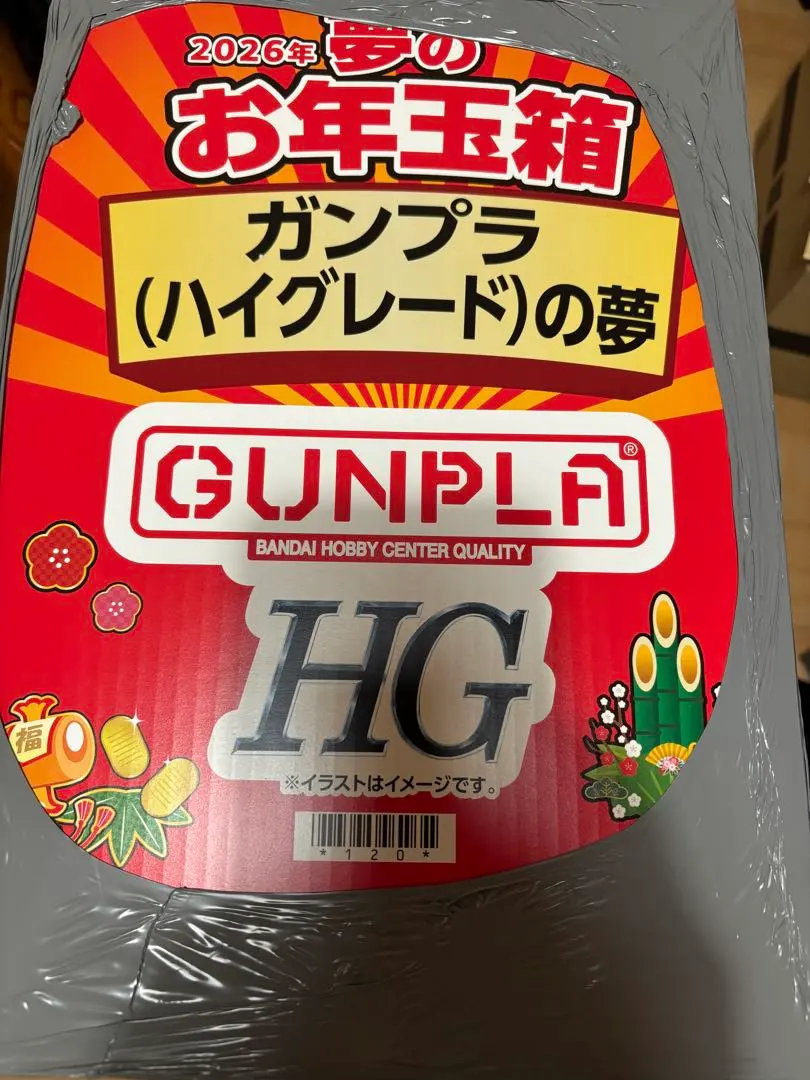 2026年 夢の
お年玉箱
ガンプラ
(ハイグレード)の夢
GUNPLA®
BANDAI HOBBY CENTER QUALITY
HG
※イラストはイメージです。
*120*
福